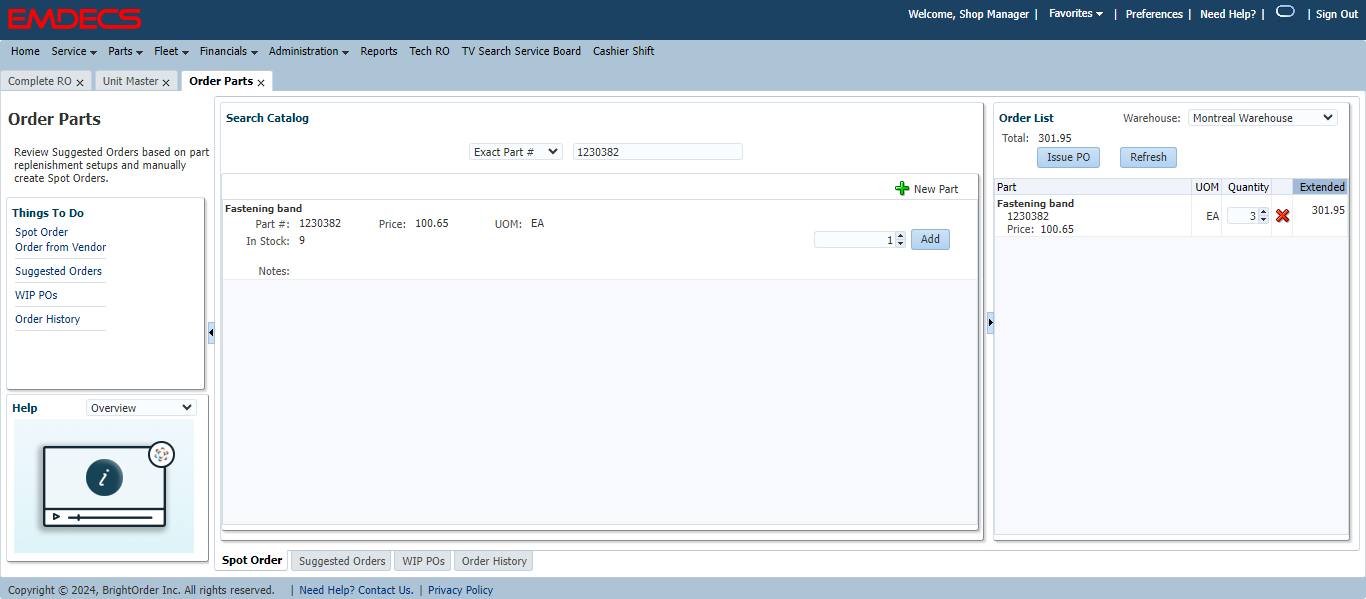 EMDECS
Welcome, Shop Manager | Favorites | Preferences | Need Help? | | Sign Out
Home Service Parts Fleet Financials Administration Reports Tech RO TV Search Service Board Cashier Shift
Complete RO x Unit Master x Order Parts x
Order Parts
Review Suggested Orders based on part
replenishment setups and manually
create Spot Orders.
Things To Do
Spot Order
Order from Vendor
Suggested Orders
WIP POs
Order History
Help Overview
i
Search Catalog
Exact Part # 1230382
New Part
Fastening band
Part #: 1230382 Price: 100.65 UOM: EA
In Stock: 9
1 Add
Notes:
Order List Warehouse: Montreal Warehouse
Total: 301.95
Issue PO Refresh
Part UOM Quantity Extended
Fastening band
1230382 EA 3 301.95
Price: 100.65
Spot Order Suggested Orders WIP POs Order History
Copyright © 2024, BrightOrder Inc. All rights reserved. | Need Help? Contact Us. | Privacy Policy